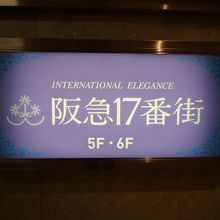 INTERNATIONAL ELEGANCE
阪急17番街
5F・6F